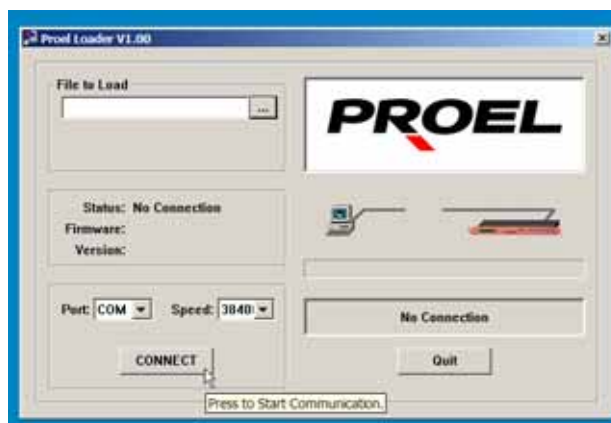 Proel Loader V1.00
File to Load
...
PROEL
Status: No Connection
Firmware:
Version:
Port: COM
Speed: 3840
No Connection
CONNECT
Quit
Press to Start Communication.